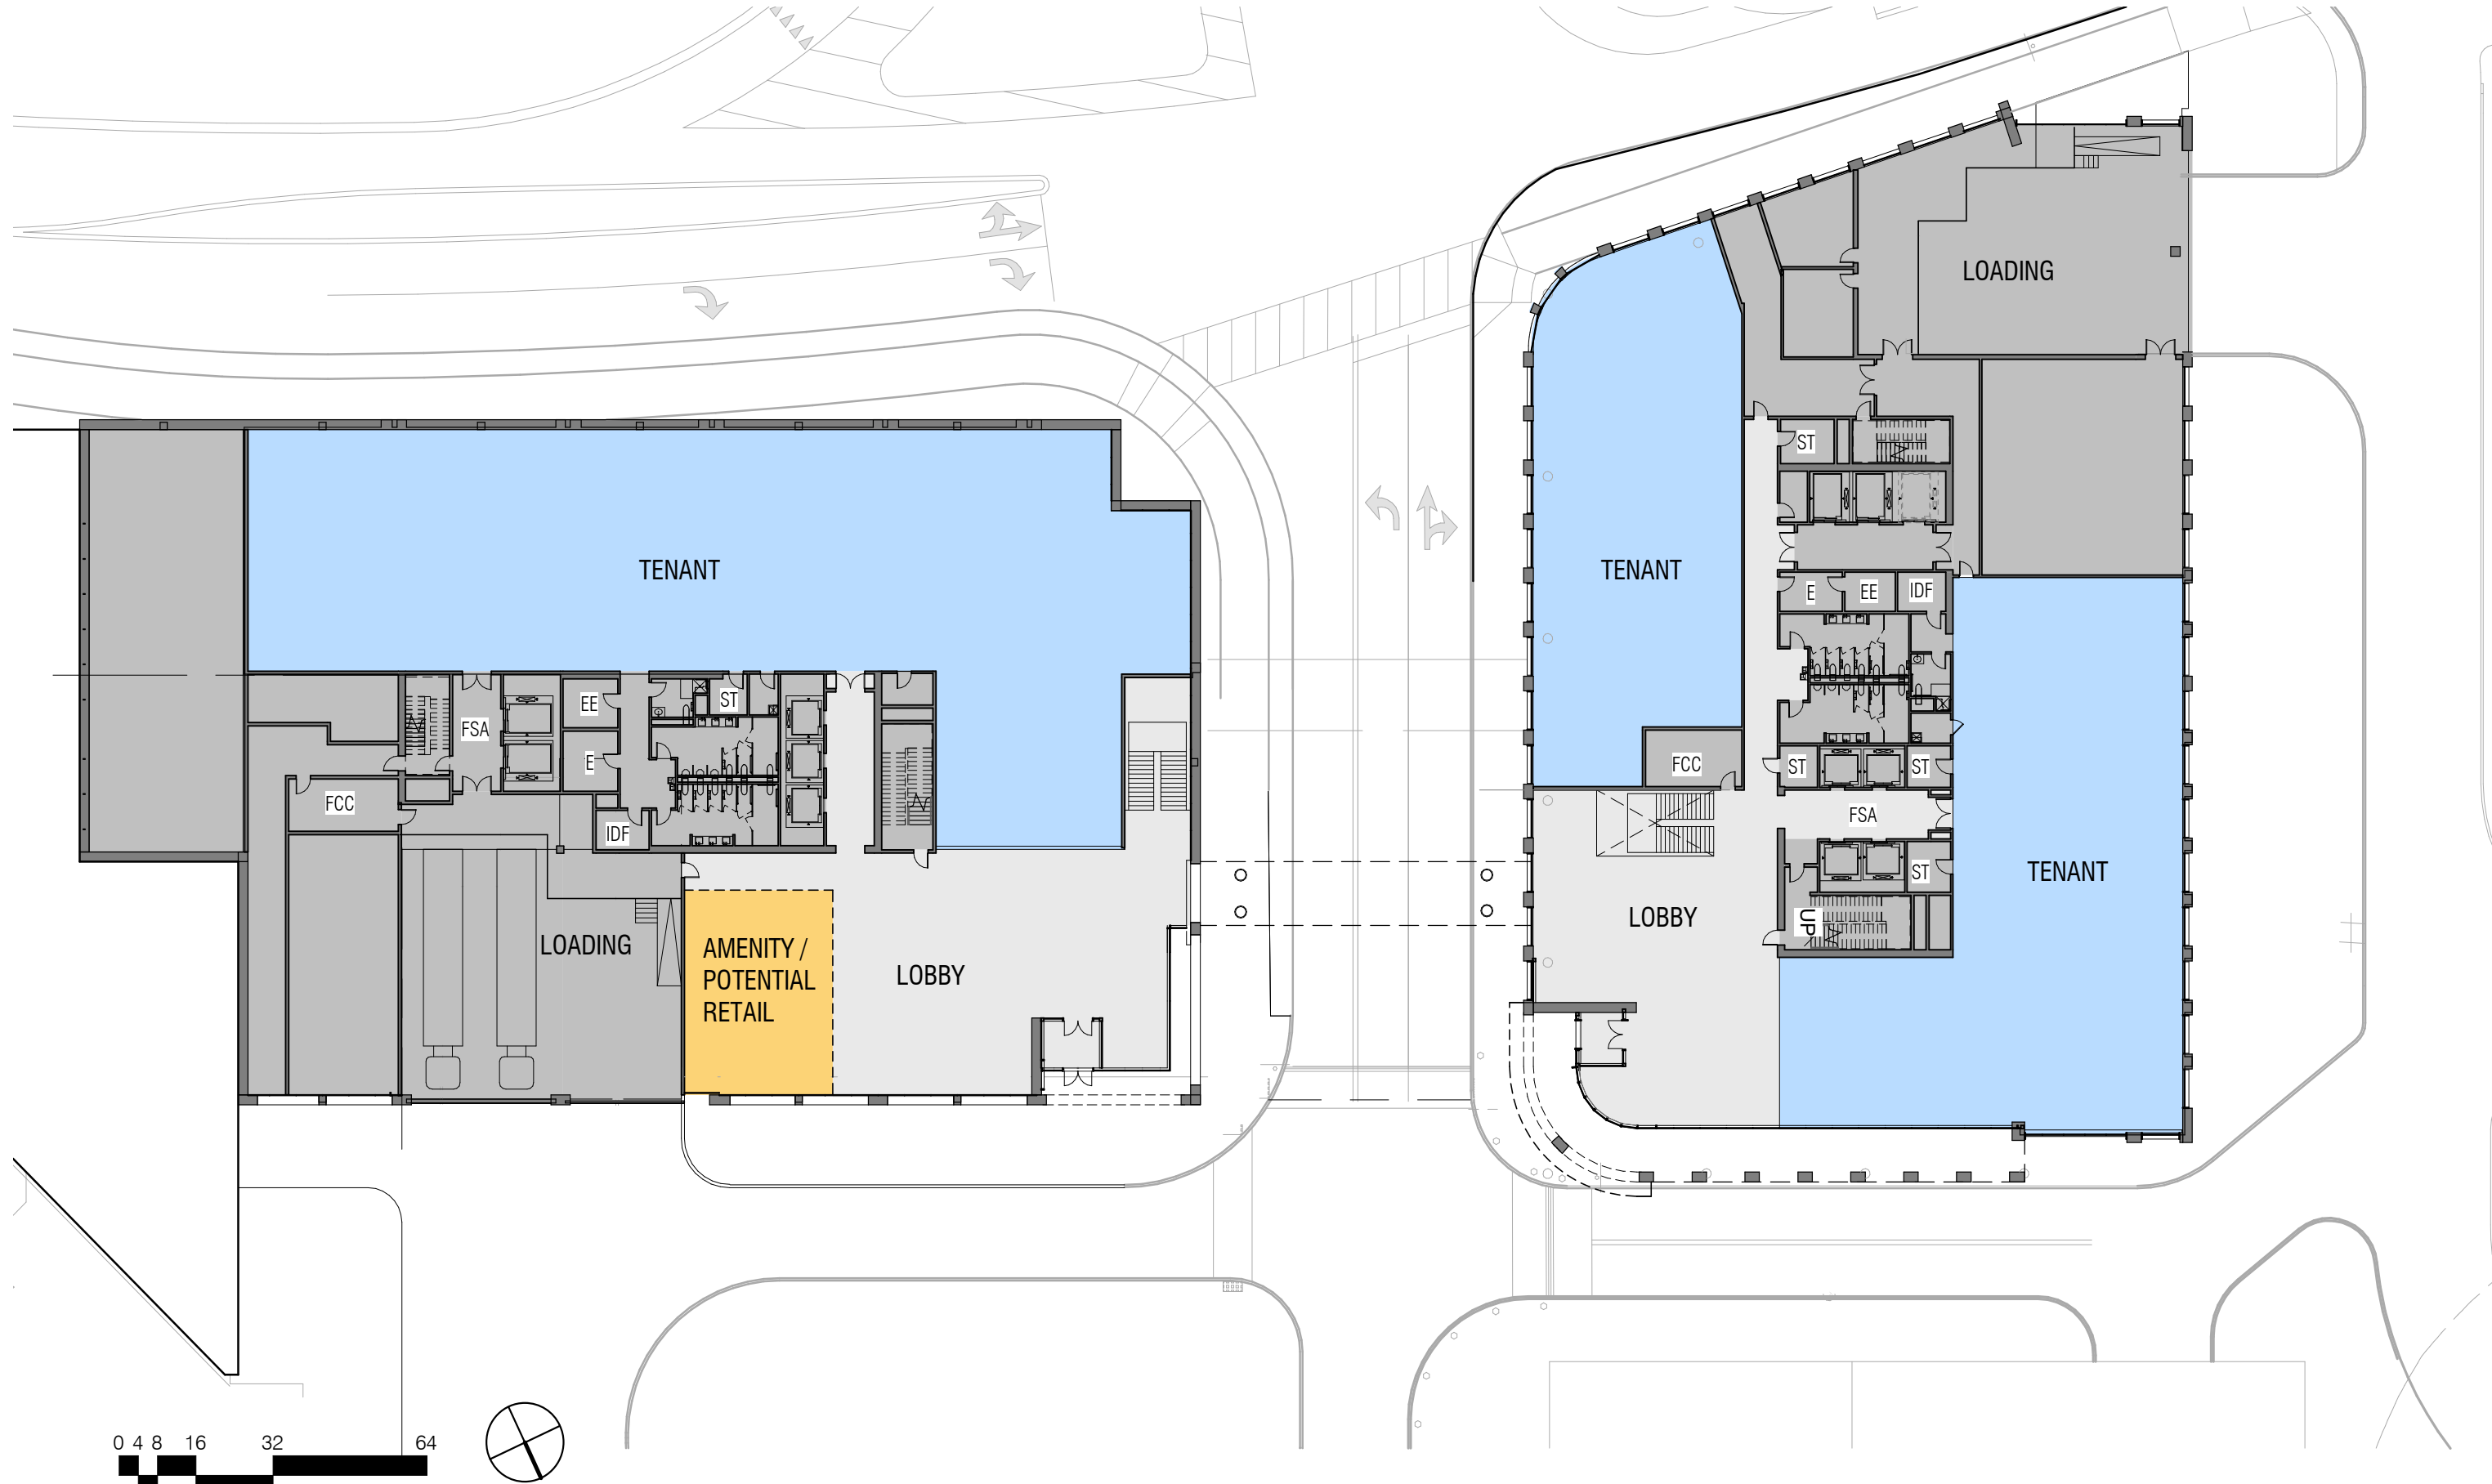 LOADING
ST
TENANT
TENANT
E
EE
IDF
EE
ST
FSA
E
FCC
ST
ST
FCC
IDF
FSA
TENANT
ST
LOBBY
UP
LOADING
AMENITY /
POTENTIAL
RETAIL
LOBBY
0 4 8 16 32 64